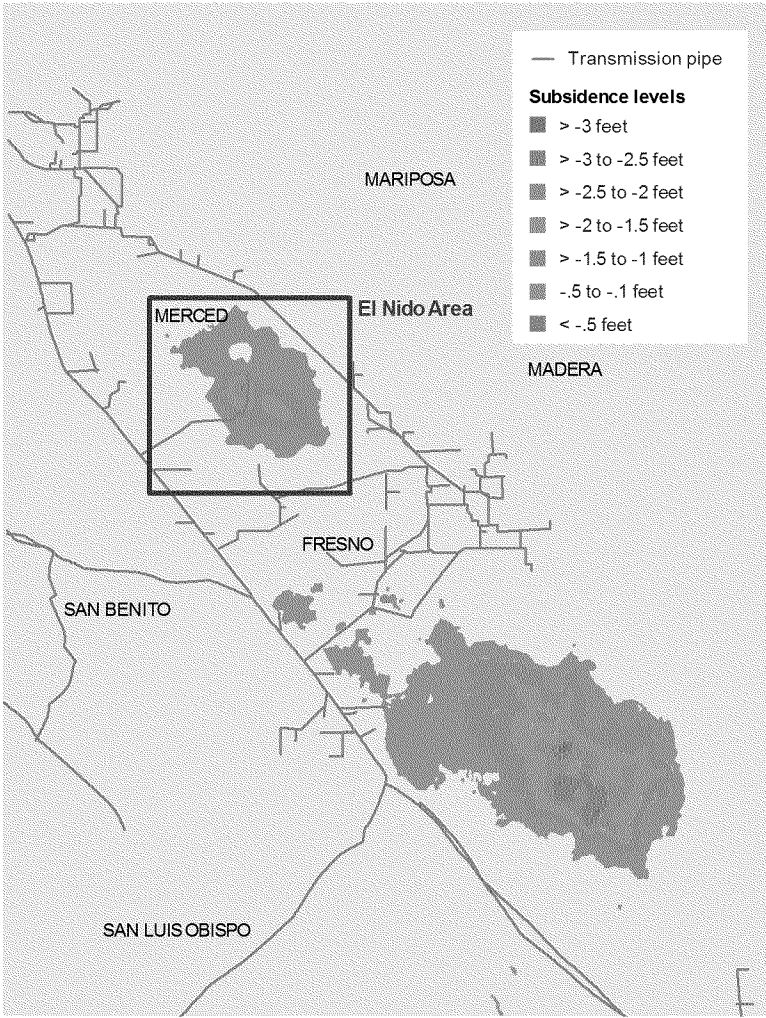 Transmission pipe
Subsidence levels
> -3 feet
> -3 to -2.5 feet
> -2.5 to -2 feet
> -2 to -1.5 feet
> -1.5 to -1 feet
-.5 to -.1 feet
< -.5 feet
MARIPOSA
MERCED
El Nido Area
MADERA
FRESNO
SAN BENITO
SAN LUIS OBISPO